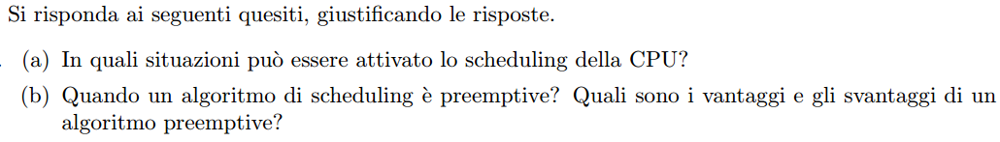 Si risponda ai seguenti quesiti, giustificando le risposte.
(a) In quali situazioni può essere attivato lo scheduling della CPU?
(b) Quando un algoritmo di scheduling è preemptive? Quali sono i vantaggi e gli svantaggi di un
algoritmo preemptive?